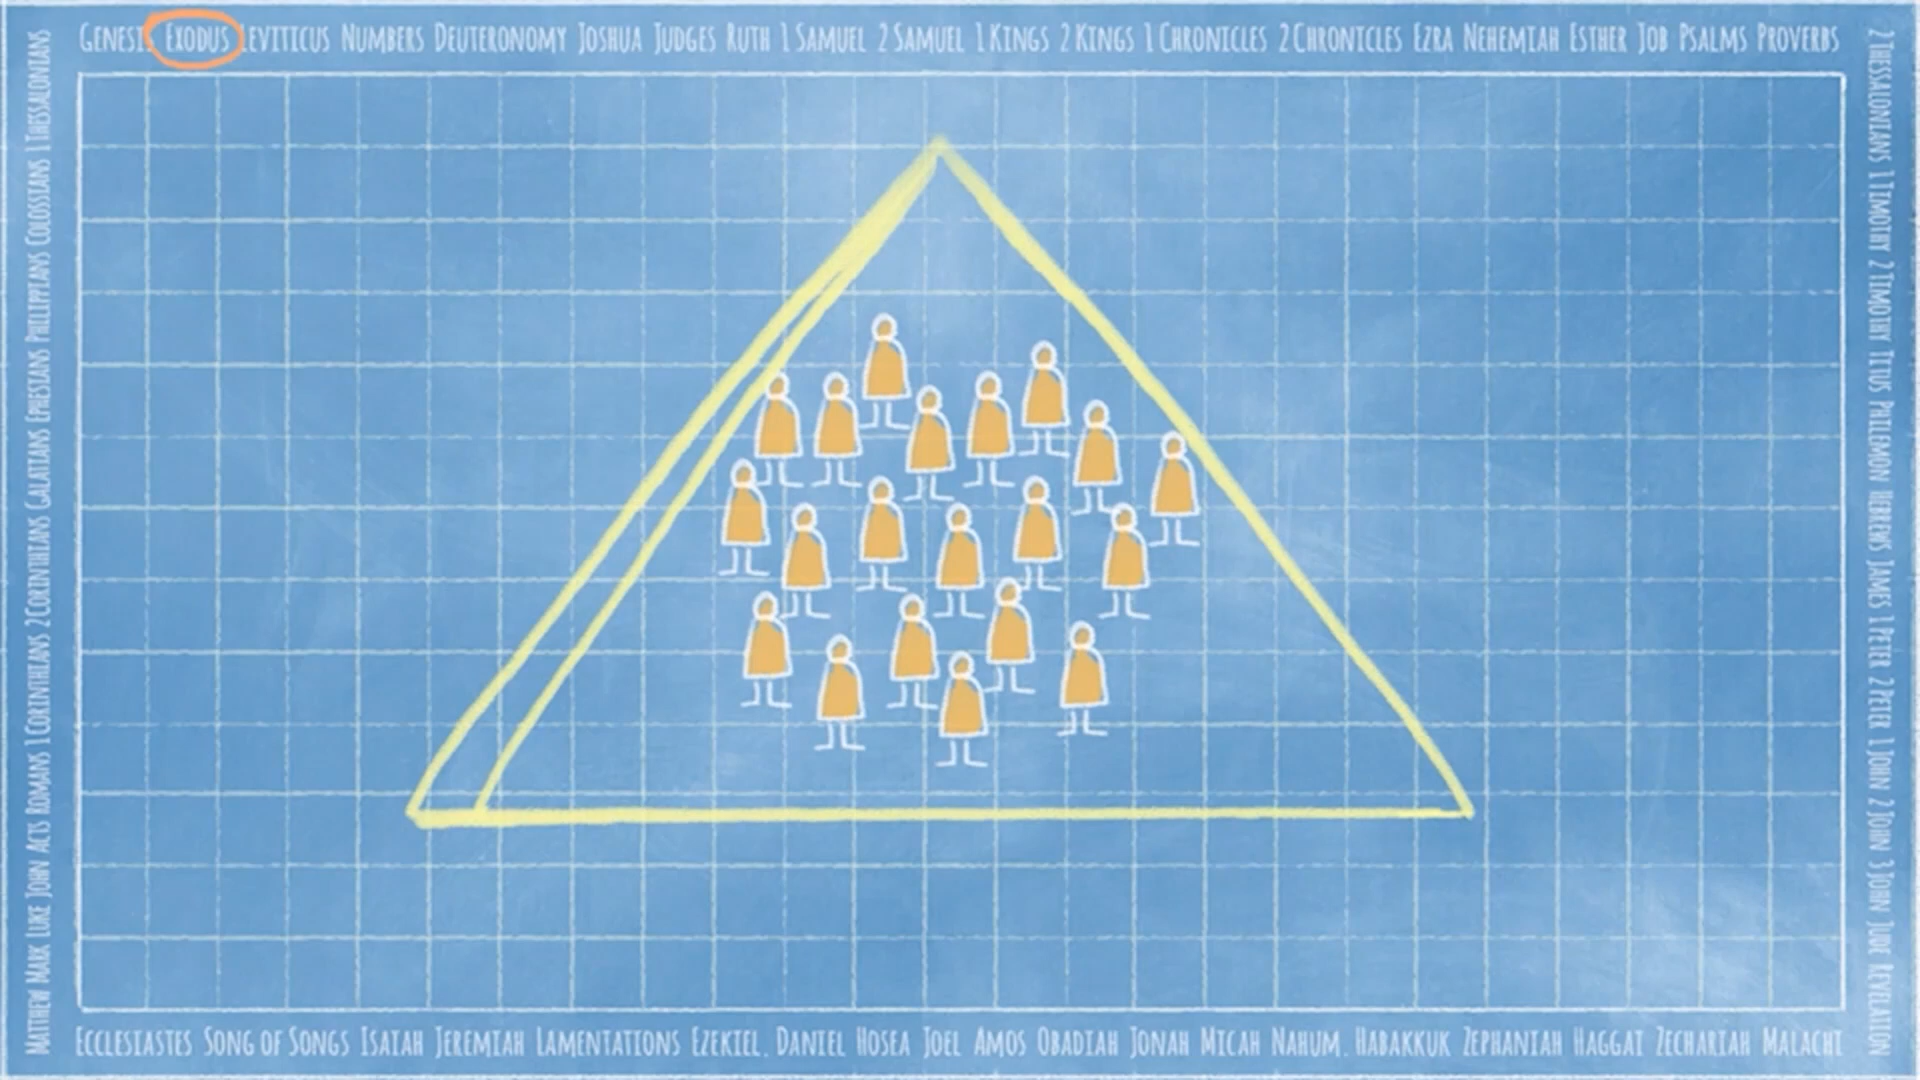 GENESIS EXODUS LEVITICUS NUMBERS DEUTERONOMY JOSHUA JUDGES RUTH 1 SAMUEL 2 SAMUEL 1 KINGS 2 KINGS 1 CHRONICLES 2 CHRONICLES EZRA NEHEMIAH ESTHER JOB PSALMS PROVERBS
ECCLESIASTES SONG OF SONGS ISAIAH JEREMIAH LAMENTATIONS EZEKIEL. DANIEL HOSEA JOEL AMOS OBADIAH JONAH MICAH NAHUM. HABAKKUK ZEPHANIAH HAGGAI ZECHARIAH MALACHI
MATTHEW MARK LUKE JOHN ACTS ROMANS 1 CORINTHIANS 2 CORINTHIANS GALATIANS EPHESIANS PHILIPPIANS COLOSSIANS 1 THESSALONIANS
2 THESSALONIANS 1 TIMOTHY 2 TIMOTHY TITUS PHILEMON HEBREWS JAMES 1 PETER 2 PETER 1 JOHN 2 JOHN 3 JOHN JUDE REVELATION